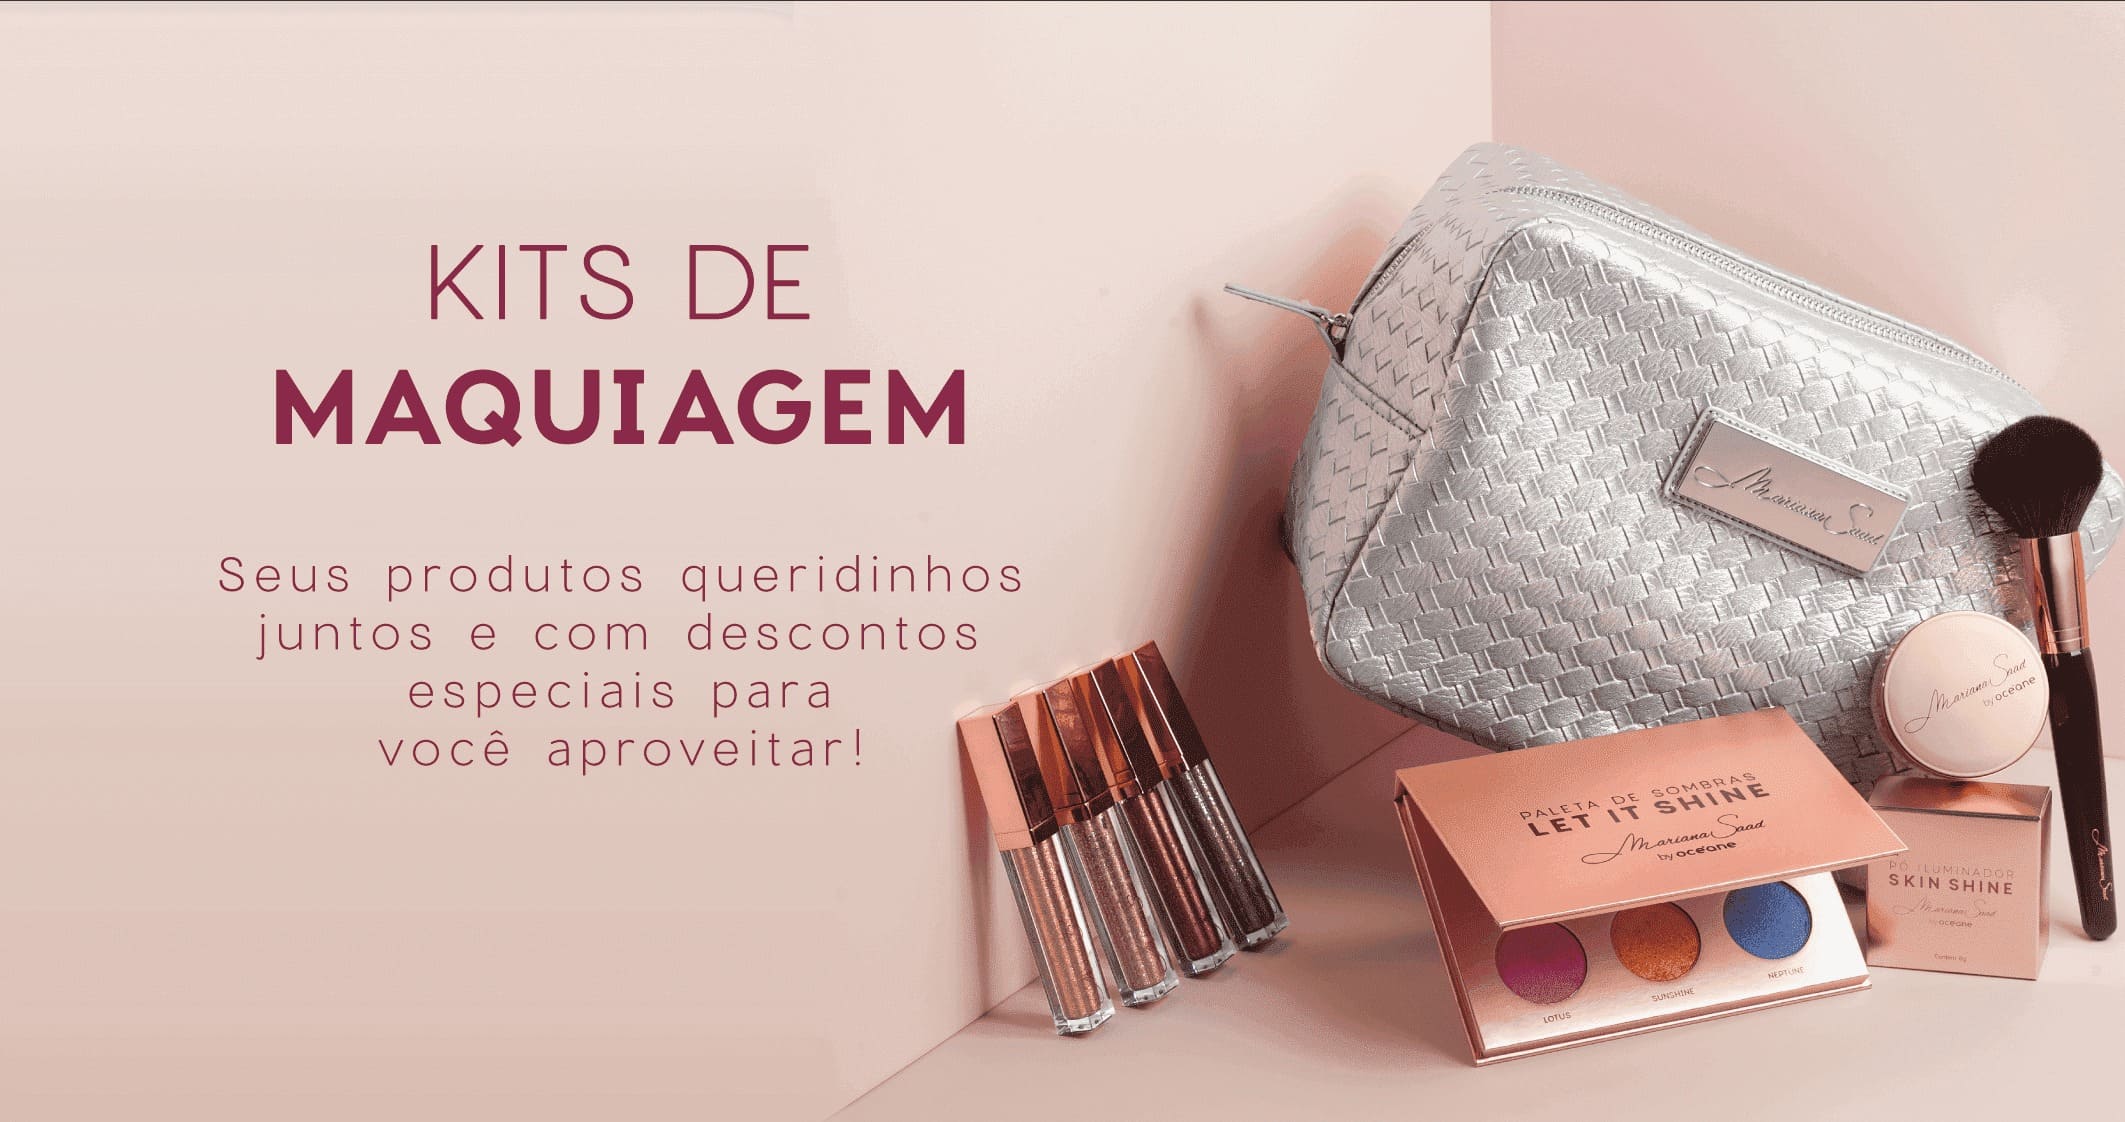 KITS DE
MAQUIAGEM
Seus produtos queridinhos
juntos e com descontos
especiais para
você aproveitar!
Mariana Saad
Mariana Saad
by océane
PALETA DE SOMBRAS
LET IT SHINE
Mariana Saad
by océane
LOTUS
SUNSHINE
NEPTUNE
PÓ ILUMINADOR
SKIN SHINE
Mariana Saad
by océane
Mariana Saad